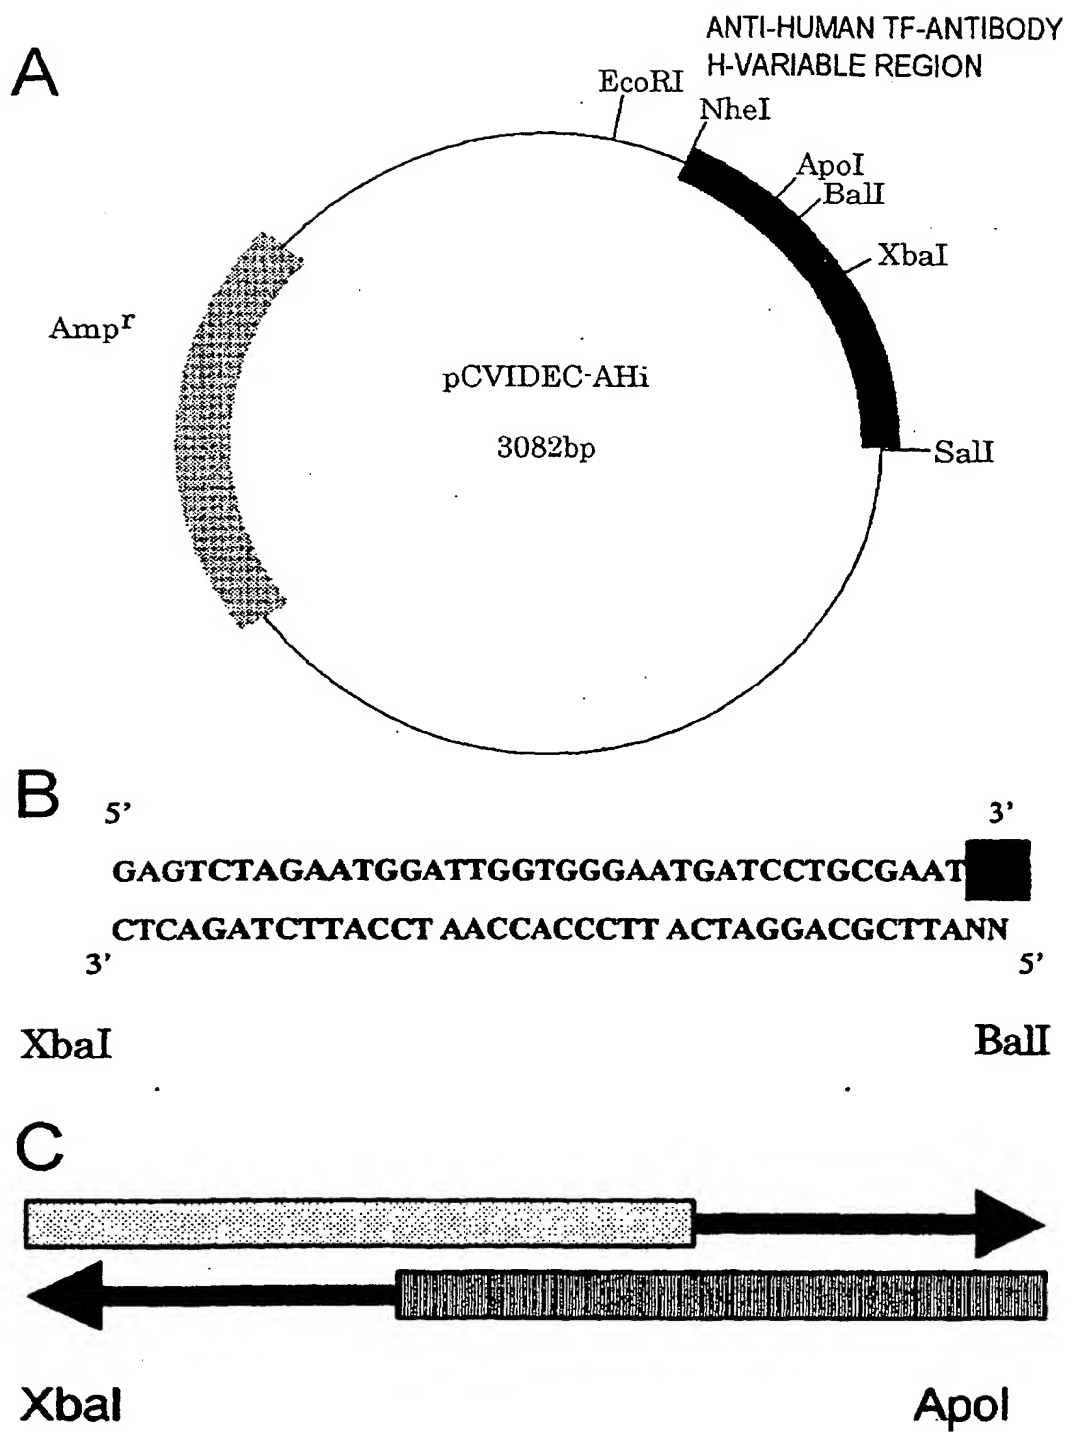 A
ANTI-HUMAN TF-ANTIBODY
H-VARIABLE REGION
EcoRI
NheI
ApoI
BalI
XbaI
Amp^r
pCVIDEC-AHi
3082bp
SalI
B
5' 3'
GAGTCTAGAATGGATTGGTGGGAATGATCCTGCGAAT
CTCAGATCTTACCT AACCACCCTT ACTAGGACGCTTANN
3' 5'
XbaI BalI
C
XbaI ApoI